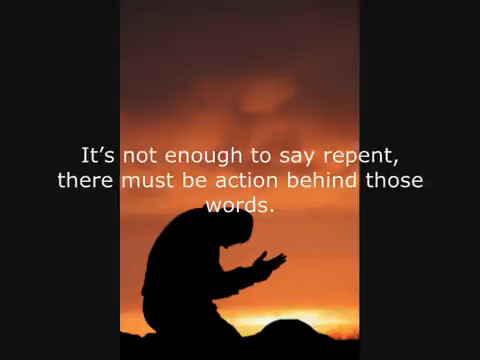 It’s not enough to say repent,
there must be action behind those
words.